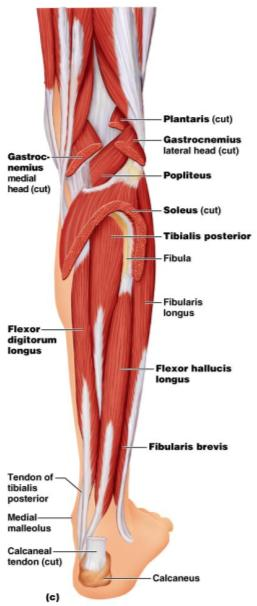 Plantaris (cut)
Gastrocnemius
lateral head (cut)
Gastroc-
nemius
medial
head (cut)
Popliteus
Soleus (cut)
Tibialis posterior
Fibula
Fibularis
longus
Flexor
digitorum
longus
Flexor hallucis
longus
Fibularis brevis
Tendon of
tibialis
posterior
Medial
malleolus
Calcaneal
tendon (cut)
Calcaneus
(c)